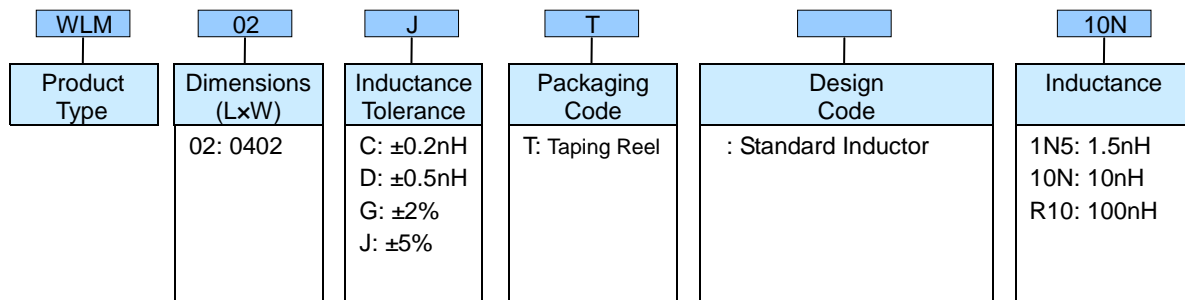 WLM 02 J T 10N
Product Type
Dimensions (L×W)
Inductance Tolerance
Packaging Code
Design Code
Inductance
02: 0402
C: ±0.2nH
D: ±0.5nH
G: ±2%
J: ±5%
T: Taping Reel
: Standard Inductor
1N5: 1.5nH
10N: 10nH
R10: 100nH